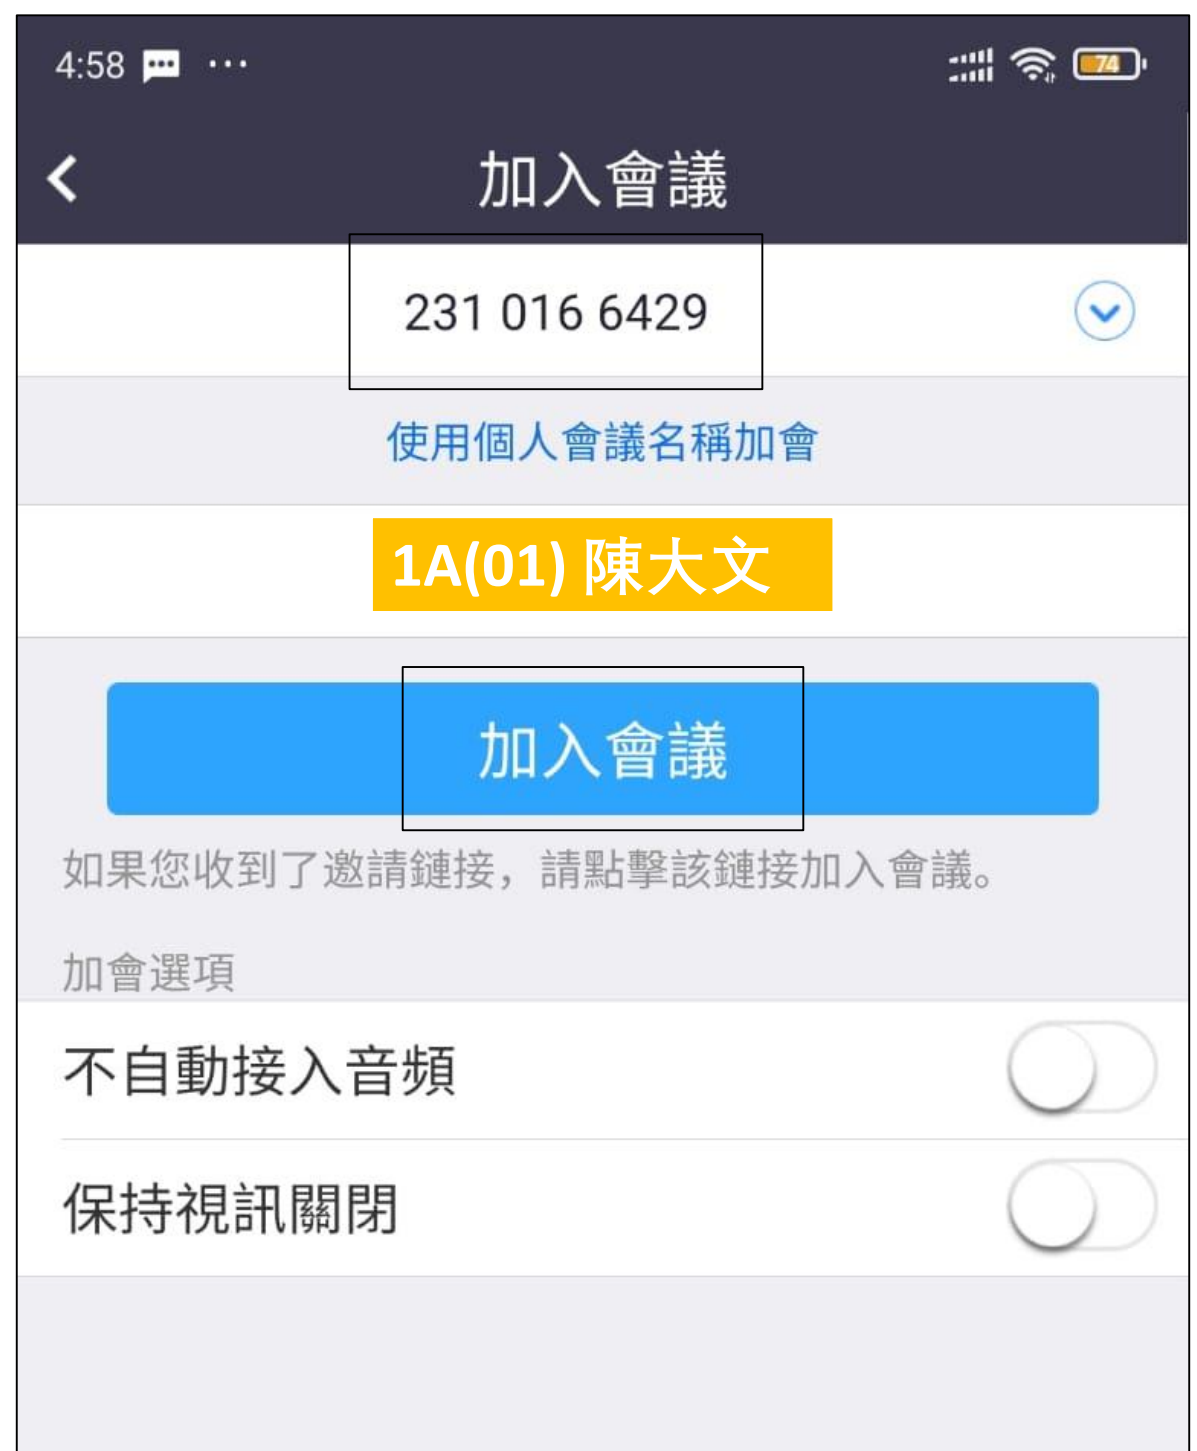 4:58
74
加入會議
231 016 6429
使用個人會議名稱加會
1A(01) 陳大文
加入會議
如果您收到了邀請鏈接，請點擊該鏈接加入會議。
加會選項
不自動接入音頻
保持視訊關閉